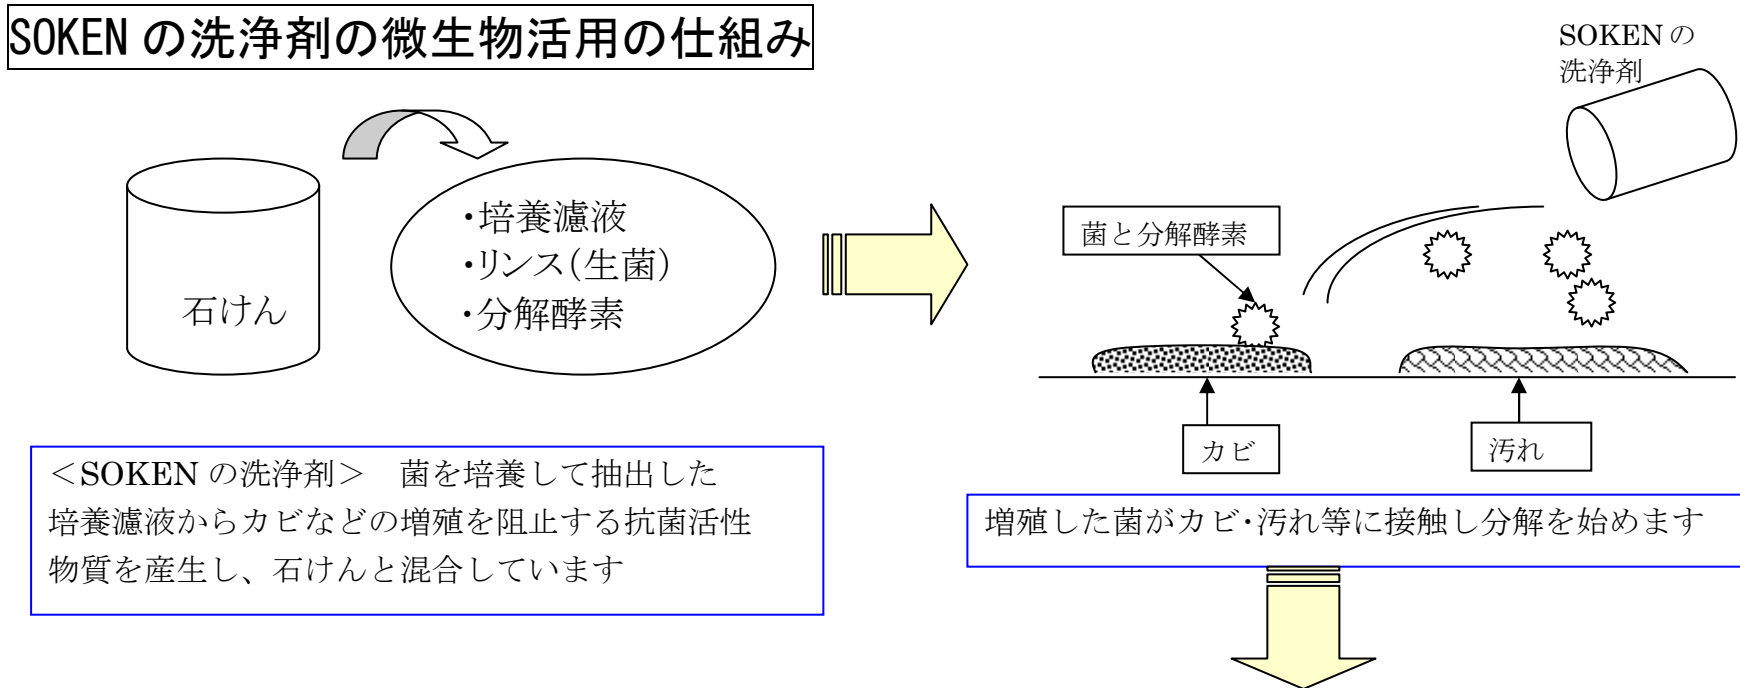 SOKEN の洗浄剤の微生物活用の仕組み
石けん
・培養濾液
・リンス(生菌)
・分解酵素
<SOKEN の洗浄剤> 菌を培養して抽出した
培養濾液からカビなどの増殖を阻止する抗菌活性
物質を産生し、石けんと混合しています
SOKEN の
洗浄剤
菌と分解酵素
カビ
汚れ
増殖した菌がカビ・汚れ等に接触し分解を始めます